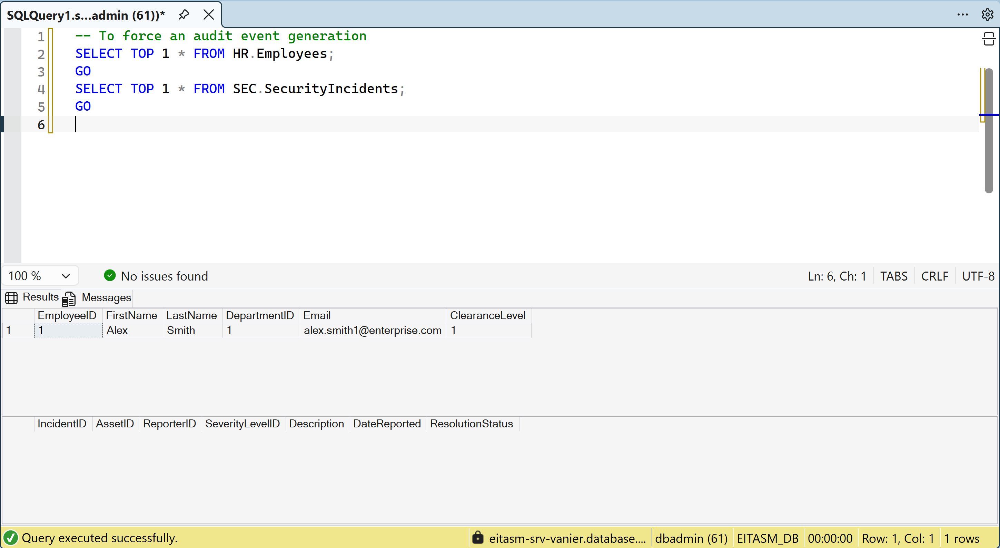 SQLQuery1.s...admin (61))*
1 -- To force an audit event generation
2 SELECT TOP 1 * FROM HR.Employees;
3 GO
4 SELECT TOP 1 * FROM SEC.SecurityIncidents;
5 GO
6
100 % No issues found Ln: 6, Ch: 1 TABS CRLF UTF-8
Results Messages
EmployeeID FirstName LastName DepartmentID Email ClearanceLevel
1 1 Alex Smith 1 alex.smith1@enterprise.com 1
IncidentID AssetID ReporterID SeverityLevelID Description DateReported ResolutionStatus
Query executed successfully. eitasm-srv-vanier.database.... dbadmin (61) EITASM_DB 00:00:00 Row: 1, Col: 1 1 rows